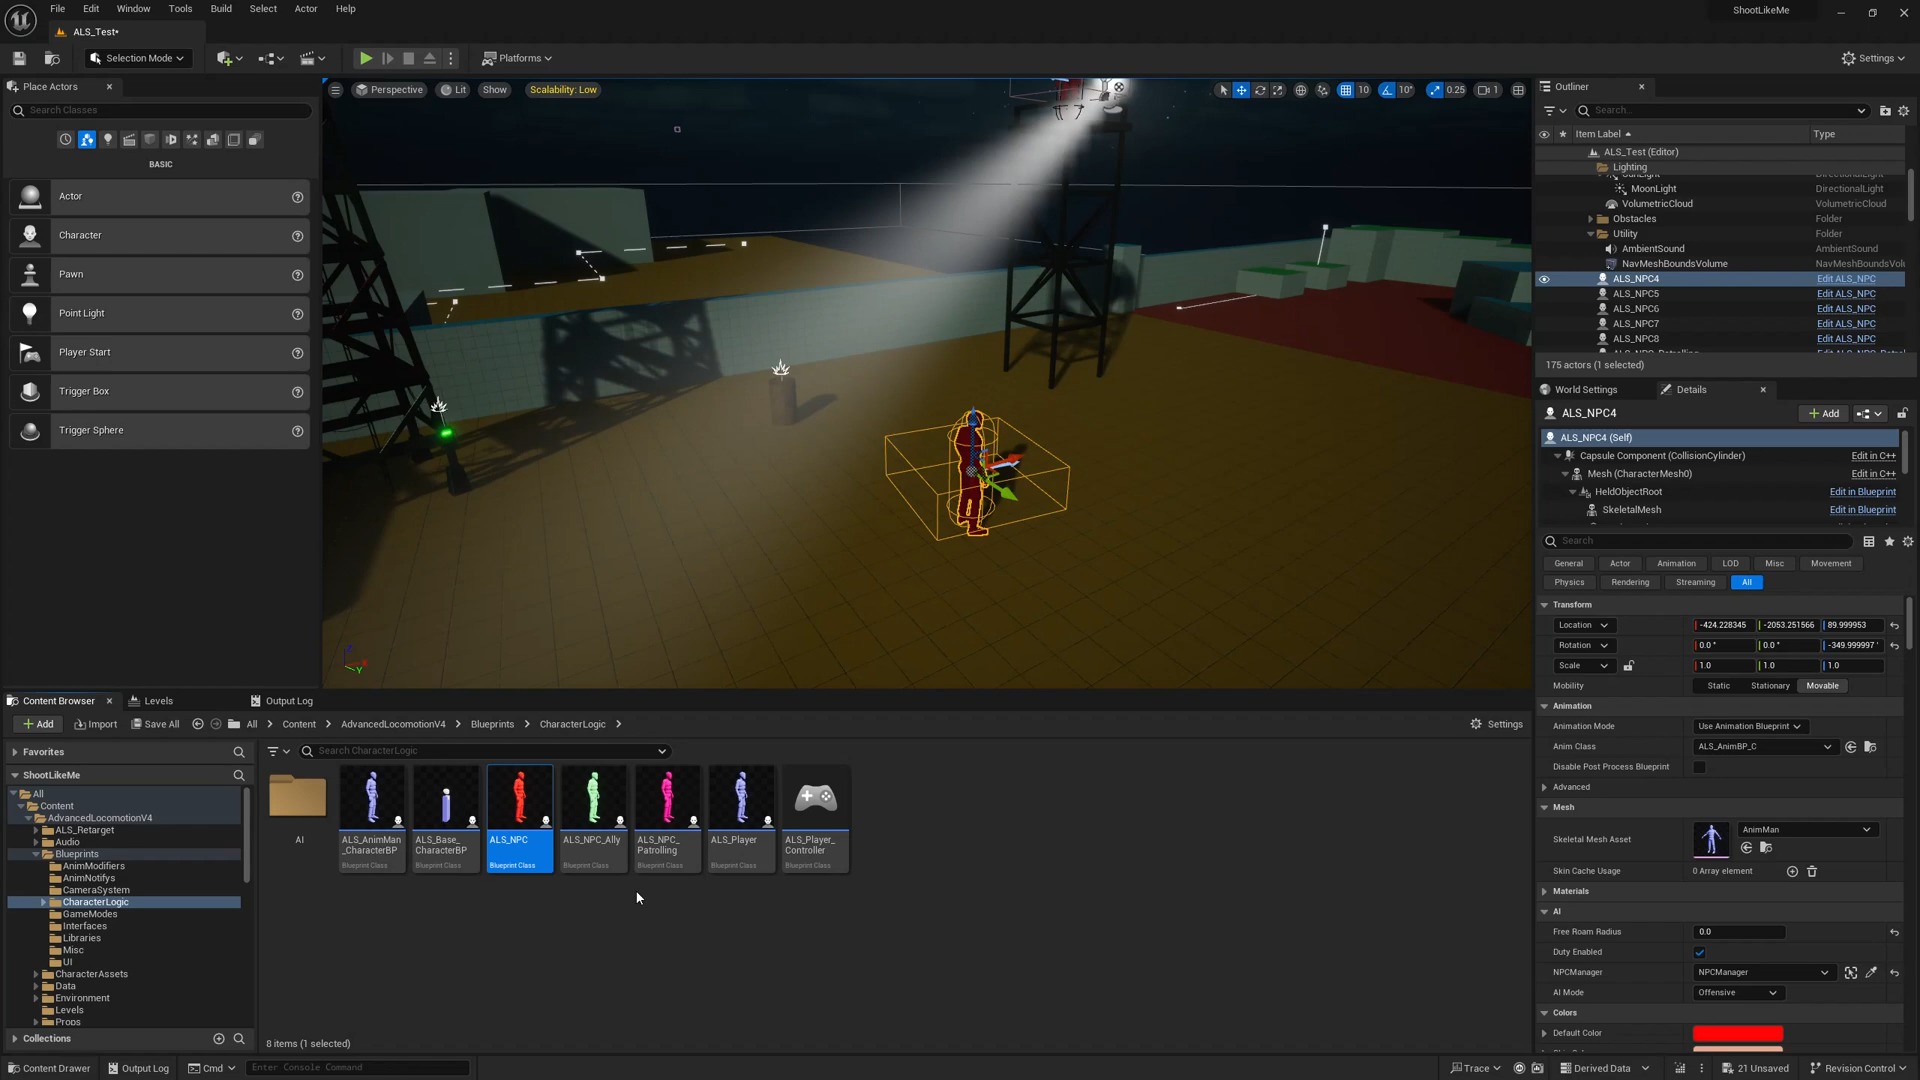 File Edit Window Tools Build Select Actor Help
ShootLikeMe
ALS_Test*
Selection Mode
Platforms
Settings
Place Actors
Search Classes
BASIC
Actor
Character
Pawn
Point Light
Player Start
Trigger Box
Trigger Sphere
Perspective Lit Show Scalability: Low
10 10° 0.25 1
Outliner
Search...
Item Label Type
ALS_Test (Editor)
Lighting
DirectionalLight
MoonLight DirectionalLight
VolumetricCloud VolumetricCloud
Obstacles Folder
Utility Folder
AmbientSound AmbientSound
NavMeshBoundsVolume NavMeshBoundsVolu
ALS_NPC4 Edit ALS_NPC
ALS_NPC5 Edit ALS_NPC
ALS_NPC6 Edit ALS_NPC
ALS_NPC7 Edit ALS_NPC
ALS_NPC8 Edit ALS_NPC
175 actors (1 selected)
World Settings Details
ALS_NPC4
Add
ALS_NPC4 (Self)
Capsule Component (CollisionCylinder) Edit in C++
Mesh (CharacterMesh0) Edit in C++
HeldObjectRoot Edit in Blueprint
SkeletalMesh Edit in Blueprint
Search
General Actor Animation LOD Misc Movement
Physics Rendering Streaming All
Transform
Location -424.228345 -2053.251566 89.999953
Rotation 0.0 ° 0.0 ° -349.999997 °
Scale 1.0 1.0 1.0
Mobility Static Stationary Movable
Animation
Animation Mode Use Animation Blueprint
Anim Class ALS_AnimBP_C
Disable Post Process Blueprint
Advanced
Mesh
Skeletal Mesh Asset AnimMan
Skin Cache Usage 0 Array element
Materials
AI
Free Roam Radius 0.0
Duty Enabled
NPCManager NPCManager
AI Mode Offensive
Colors
Default Color
Z X Y
Content Browser Levels Output Log
Add Import Save All All Content AdvancedLocomotionV4 Blueprints CharacterLogic
Settings
Favorites
Search CharacterLogic
ShootLikeMe
All
Content
AdvancedLocomotionV4
ALS_Retarget
Audio
Blueprints
AnimModifiers
AnimNotifys
CameraSystem
CharacterLogic
GameModes
Interfaces
Libraries
Misc
UI
CharacterAssets
Data
Environment
Levels
Props
Collections
AI
ALS_AnimMan
_CharacterBP
Blueprint Class
ALS_Base_
CharacterBP
Blueprint Class
ALS_NPC
Blueprint Class
ALS_NPC_Ally
Blueprint Class
ALS_NPC_
Patrolling
Blueprint Class
ALS_Player
Blueprint Class
ALS_Player_
Controller
Blueprint Class
8 items (1 selected)
Content Drawer Output Log Cmd Enter Console Command
Trace Derived Data 21 Unsaved Revision Control